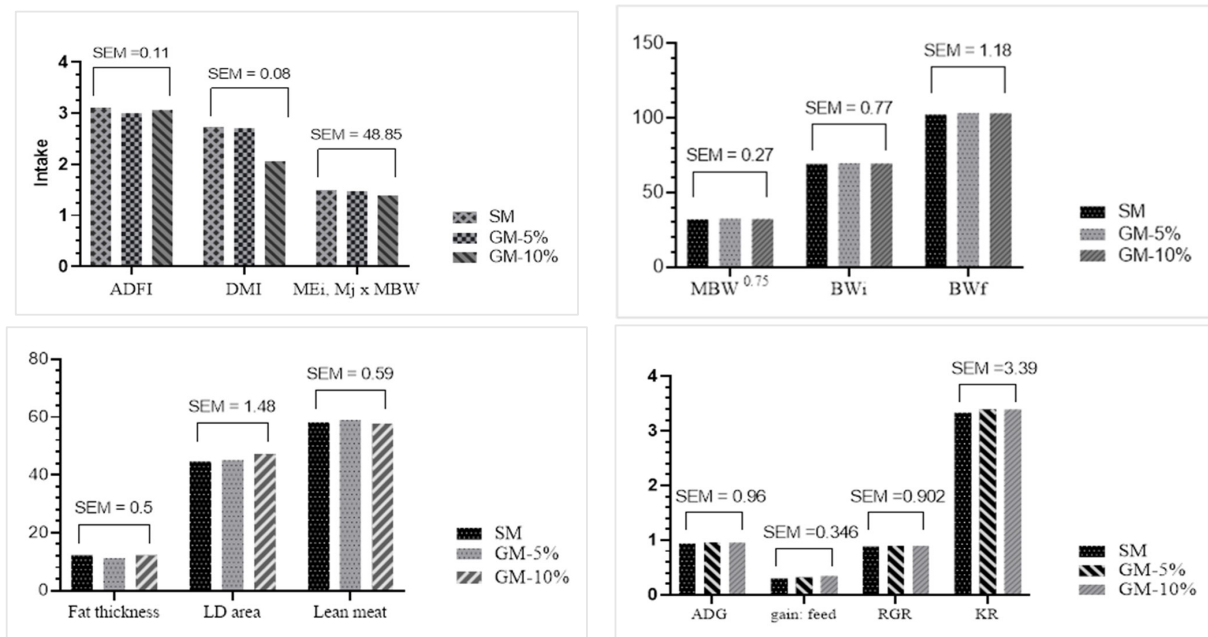 SEM =0.11
SEM = 0.08
SEM = 48.85
4
3
2
1
0
Intake
ADFI
DMI
MEi, Mj x MBW
SM
GM-5%
GM-10%
SEM = 1.18
SEM = 0.77
SEM = 0.27
150
100
50
0
MBW 0.75
BWi
BWf
SM
GM-5%
GM-10%
SEM = 0.59
SEM = 1.48
SEM = 0.5
80
60
40
20
0
Fat thickness
LD area
Lean meat
SM
GM-5%
GM-10%
SEM =3.39
SEM = 0.96
SEM =0.902
SEM =0.346
4
3
2
1
0
ADG
gain: feed
RGR
KR
SM
GM-5%
GM-10%